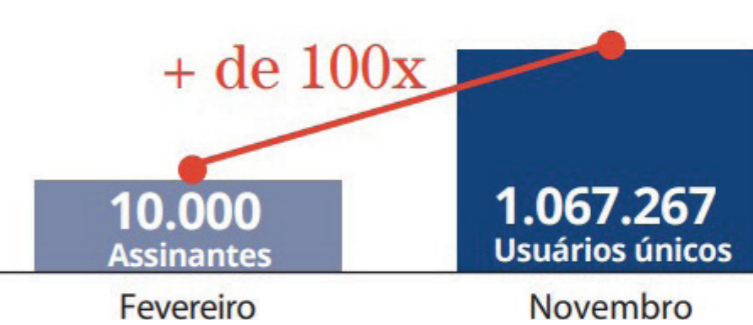 + de 100x
10.000
Assinantes
1.067.267
Usuários únicos
Fevereiro
Novembro